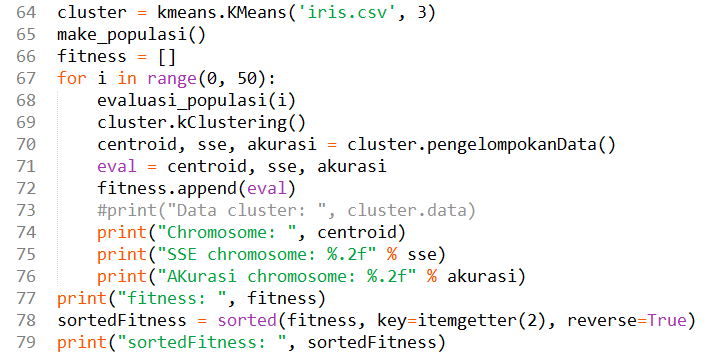 64 cluster = kmeans.KMeans('iris.csv', 3)
65 make_populasi()
66 fitness = []
67 for i in range(0, 50):
68     evaluasi_populasi(i)
69     cluster.kClustering()
70     centroid, sse, akurasi = cluster.pengelompokanData()
71     eval = centroid, sse, akurasi
72     fitness.append(eval)
73     #print("Data cluster: ", cluster.data)
74     print("Chromosome: ", centroid)
75     print("SSE chromosome: %.2f" % sse)
76     print("AKurasi chromosome: %.2f" % akurasi)
77 print("fitness: ", fitness)
78 sortedFitness = sorted(fitness, key=itemgetter(2), reverse=True)
79 print("sortedFitness: ", sortedFitness)